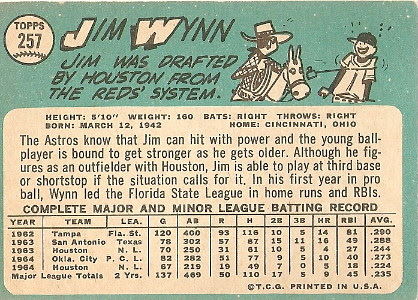 TOPPS
257
JIM WYNN
JIM WAS DRAFTED
BY HOUSTON FROM
THE REDS' SYSTEM.
HEIGHT: 5'10" WEIGHT: 160 BATS: RIGHT THROWS: RIGHT
BORN: MARCH 12, 1942 HOME: CINCINNATI, OHIO
The Astros know that Jim can hit with power and the young ball-
player is bound to get stronger as he gets older. Although he fig-
ures as an outfielder with Houston, Jim is able to play at third base
or shortstop if the situation calls for it. In his first year in pro
ball, Wynn led the Florida State League in home runs and RBIs.
COMPLETE MAJOR AND MINOR LEAGUE BATTING RECORD
YEAR TEAM LEA. G AB R H 2B 3B HR RBI AVG.
1962 Tampa Fla. St. 120 400 93 116 10 5 14 81 .290
1963 San Antonio Texas 78 302 57 87 15 11 16 49 .288
1963 Houston N. L. 70 250 31 61 10 5 4 27 .244
1964 Okla. City P. C. L. 82 282 51 77 9 5 10 40 .273
1964 Houston N. L. 67 219 19 49 7 0 5 18 .224
Major League Totals 2 Yrs. 137 469 50 110 17 5 9 45 .235
©T.C.G. PRINTED IN U.S.A.